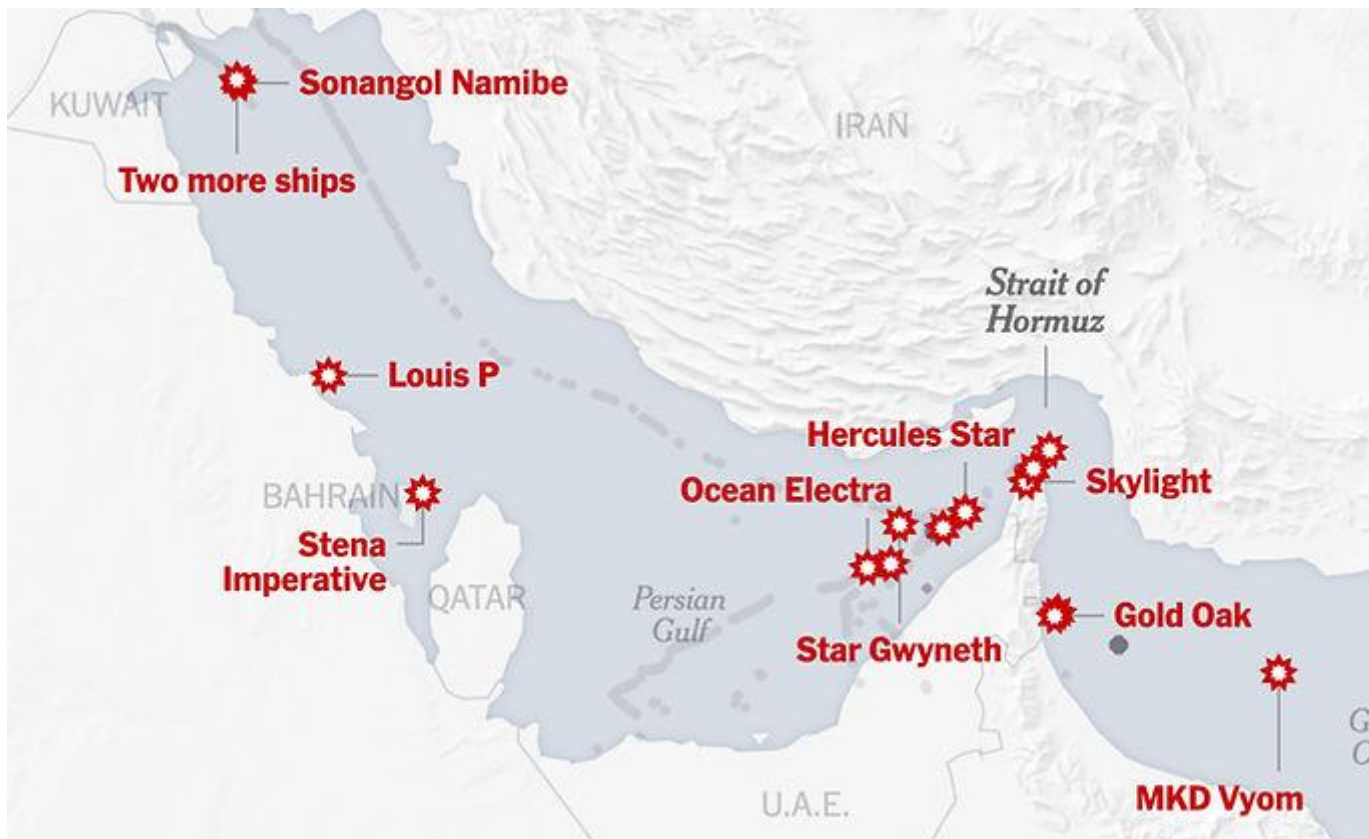 Sonangol Namibe
KUWAIT
IRAN
Two more ships
Strait of
Hormuz
Louis P
Hercules Star
Ocean Electra
Skylight
BAHRAIN
Stena
Imperative
QATAR
Persian
Gulf
Gold Oak
Star Gwyneth
G
O
U.A.E.
MKD Vyom